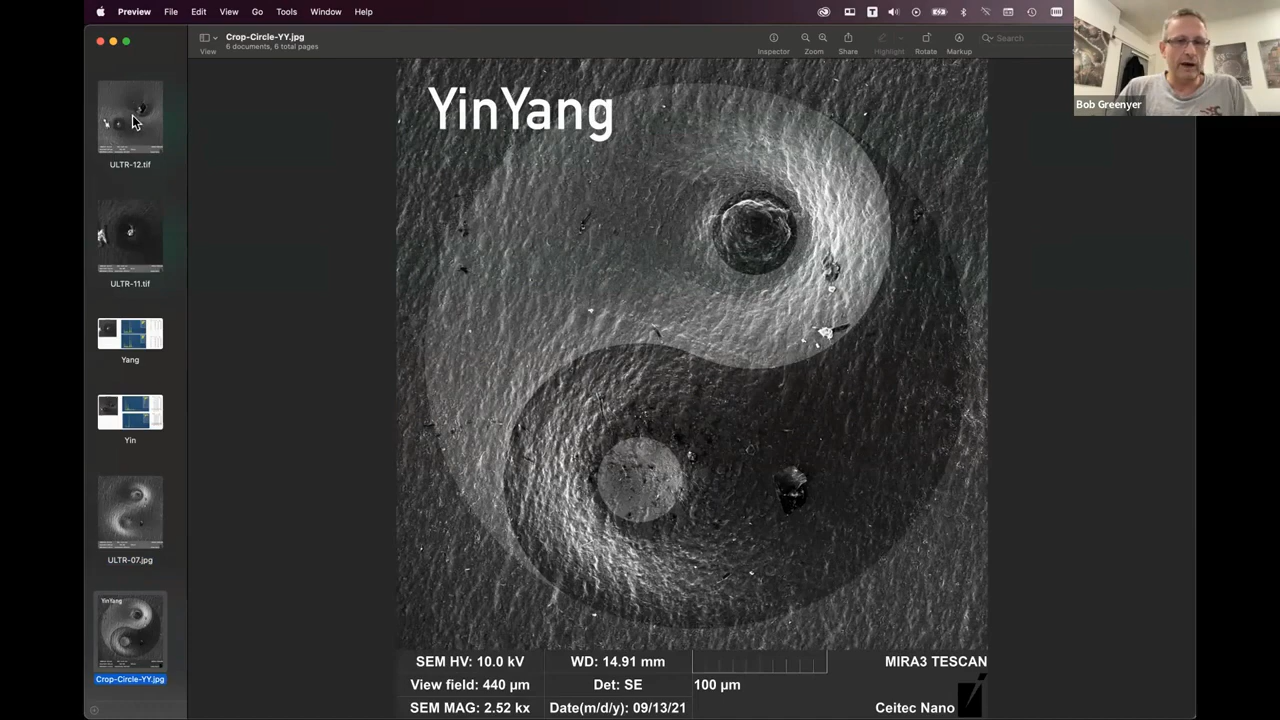 Preview File Edit View Go Tools Window Help
Crop-Circle-YY.jpg
6 documents, 6 total pages
View
Inspector Zoom Share Highlight Rotate Markup
Search
Bob Greenyer
ULTR-12.tif
ULTR-11.tif
Yang
Yin
ULTR-07.jpg
YinYang
Crop-Circle-YY.jpg
YinYang
SEM HV: 10.0 kV WD: 14.91 mm MIRA3 TESCAN
View field: 440 µm Det: SE 100 µm
SEM MAG: 2.52 kx Date(m/d/y): 09/13/21 Ceitec Nano